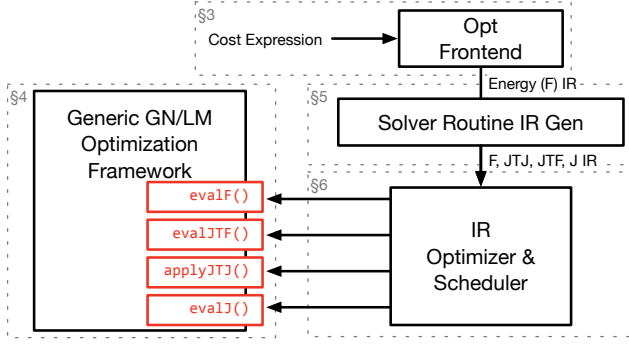 §3
Cost Expression
Opt
Frontend
Energy (F) IR
§4
Generic GN/LM
Optimization
Framework
§5
Solver Routine IR Gen
F, JTJ, JTF, J IR
§6
evalF()
evalJTF()
applyJTJ()
evalJ()
IR
Optimizer &
Scheduler